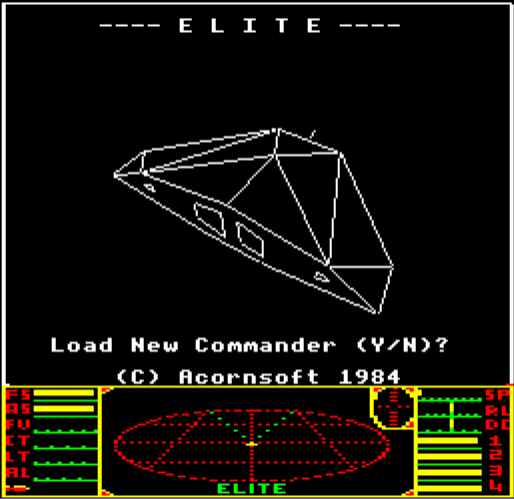 ---- E L I T E ----
Load New Commander (Y/N)?
(C) Acornsoft 1984
FS
AS
FU
CT
LT
AL
ELITE
SP
RL
DC
1
2
3
4